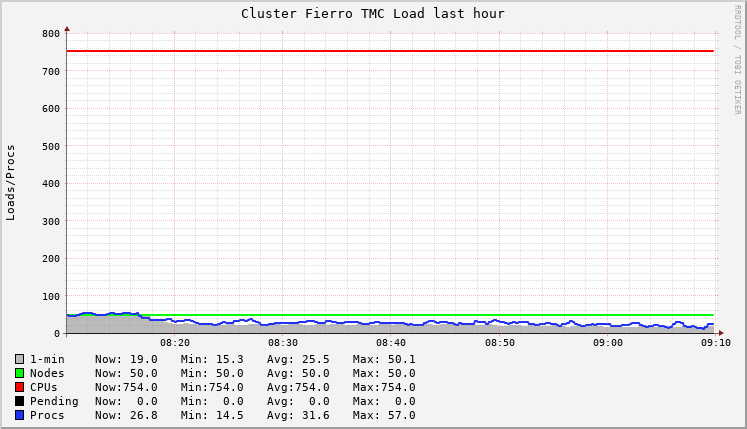 Cluster Fierro TMC Load last hour
RRDTOOL / TOBI OETIKER
Loads/Procs
800
700
600
500
400
300
200
100
0
08:20 08:30 08:40 08:50 09:00 09:10
1-min Now: 19.0 Min: 15.3 Avg: 25.5 Max: 50.1
Nodes Now: 50.0 Min: 50.0 Avg: 50.0 Max: 50.0
CPUs Now:754.0 Min:754.0 Avg:754.0 Max:754.0
Pending Now: 0.0 Min: 0.0 Avg: 0.0 Max: 0.0
Procs Now: 26.8 Min: 14.5 Avg: 31.6 Max: 57.0